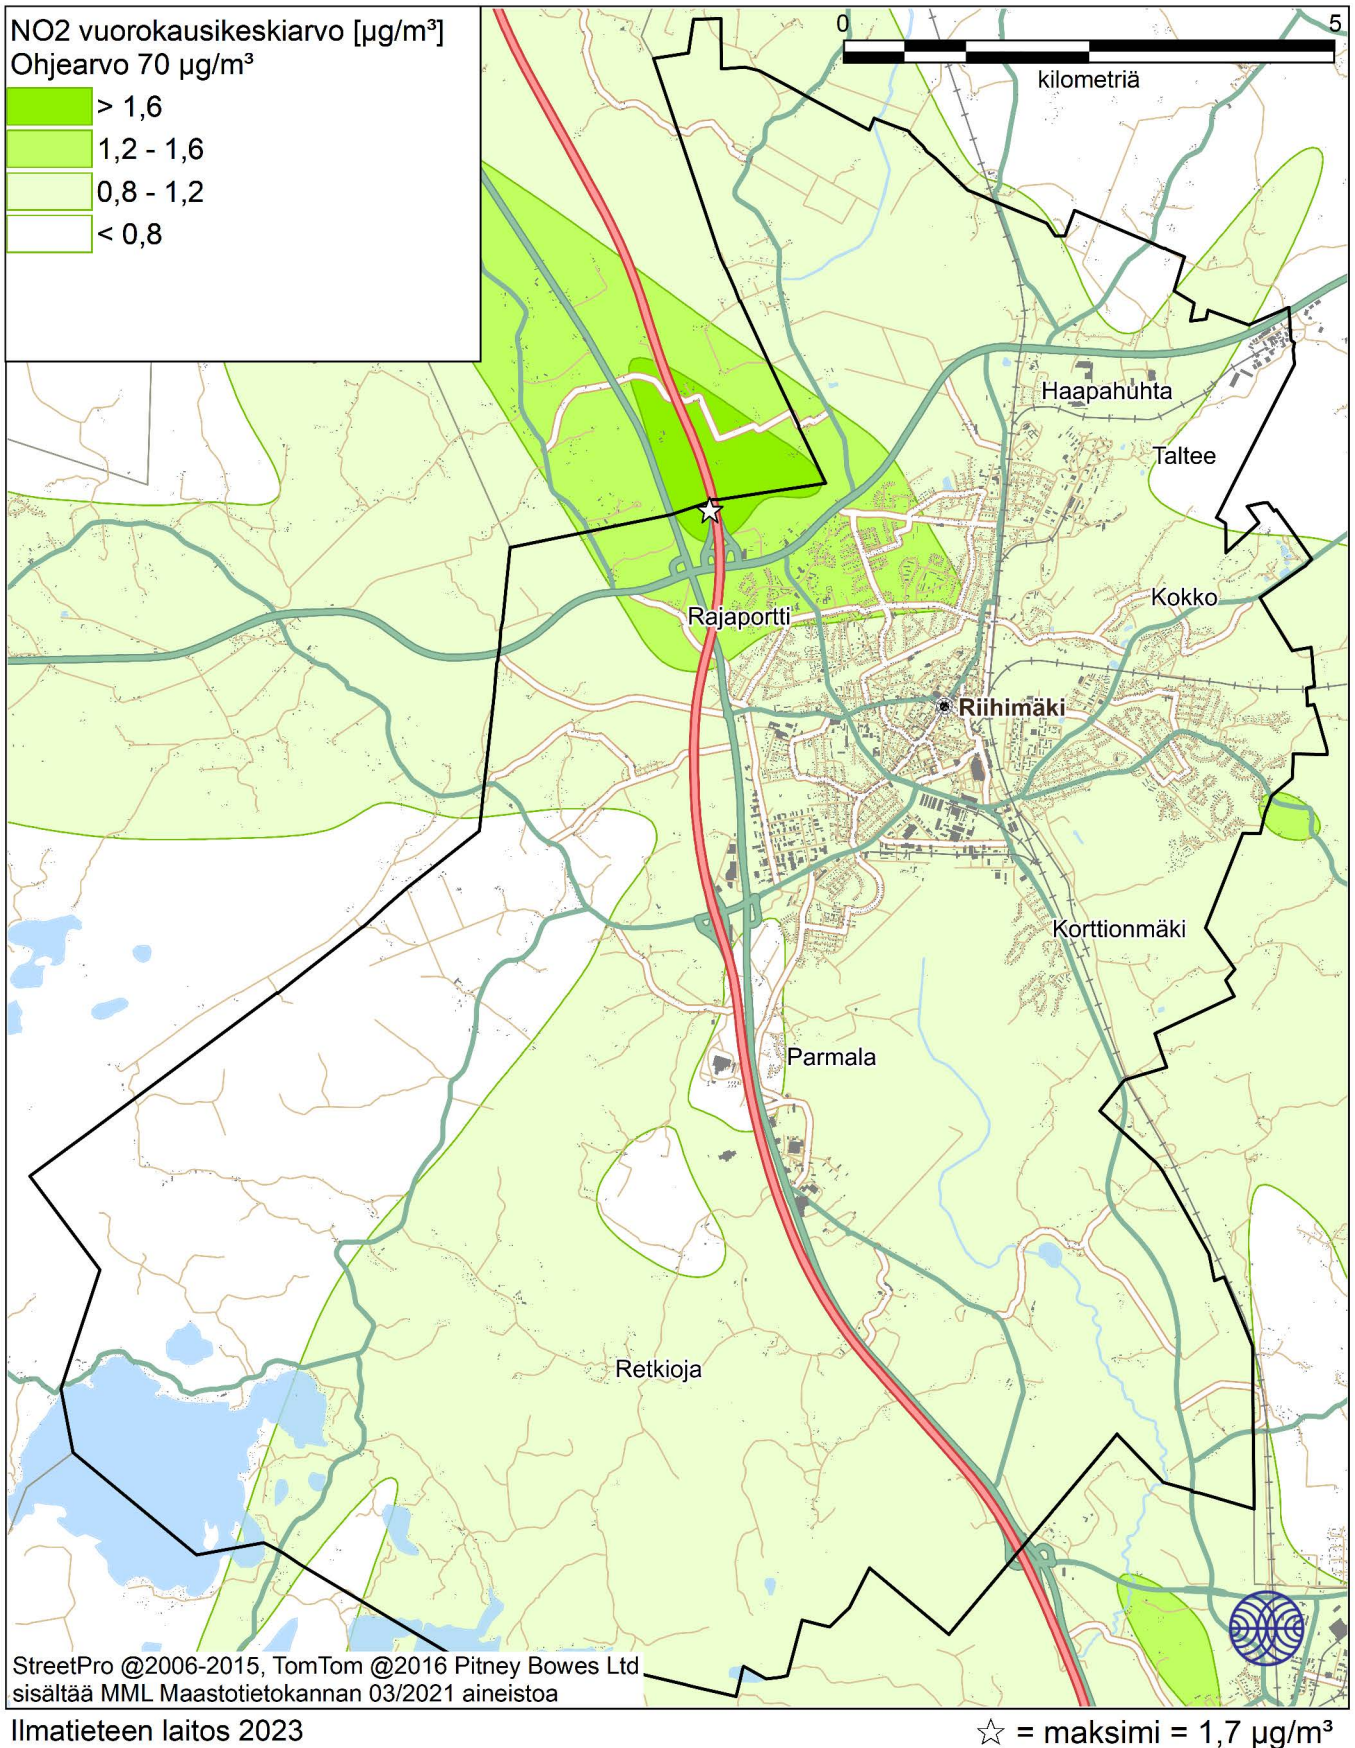 NO2 vuorokausikeskiarvo [µg/m³]
Ohjearvo 70 µg/m³
> 1,6
1,2 - 1,6
0,8 - 1,2
< 0,8
0 5
kilometriä
Haapahuhta
Taltee
Kokko
Rajaportti
Riihimäki
Korttionmäki
Parmala
Retkioja
StreetPro @2006-2015, TomTom @2016 Pitney Bowes Ltd
sisältää MML Maastotietokannan 03/2021 aineistoa
Ilmatieteen laitos 2023
☆ = maksimi = 1,7 µg/m³